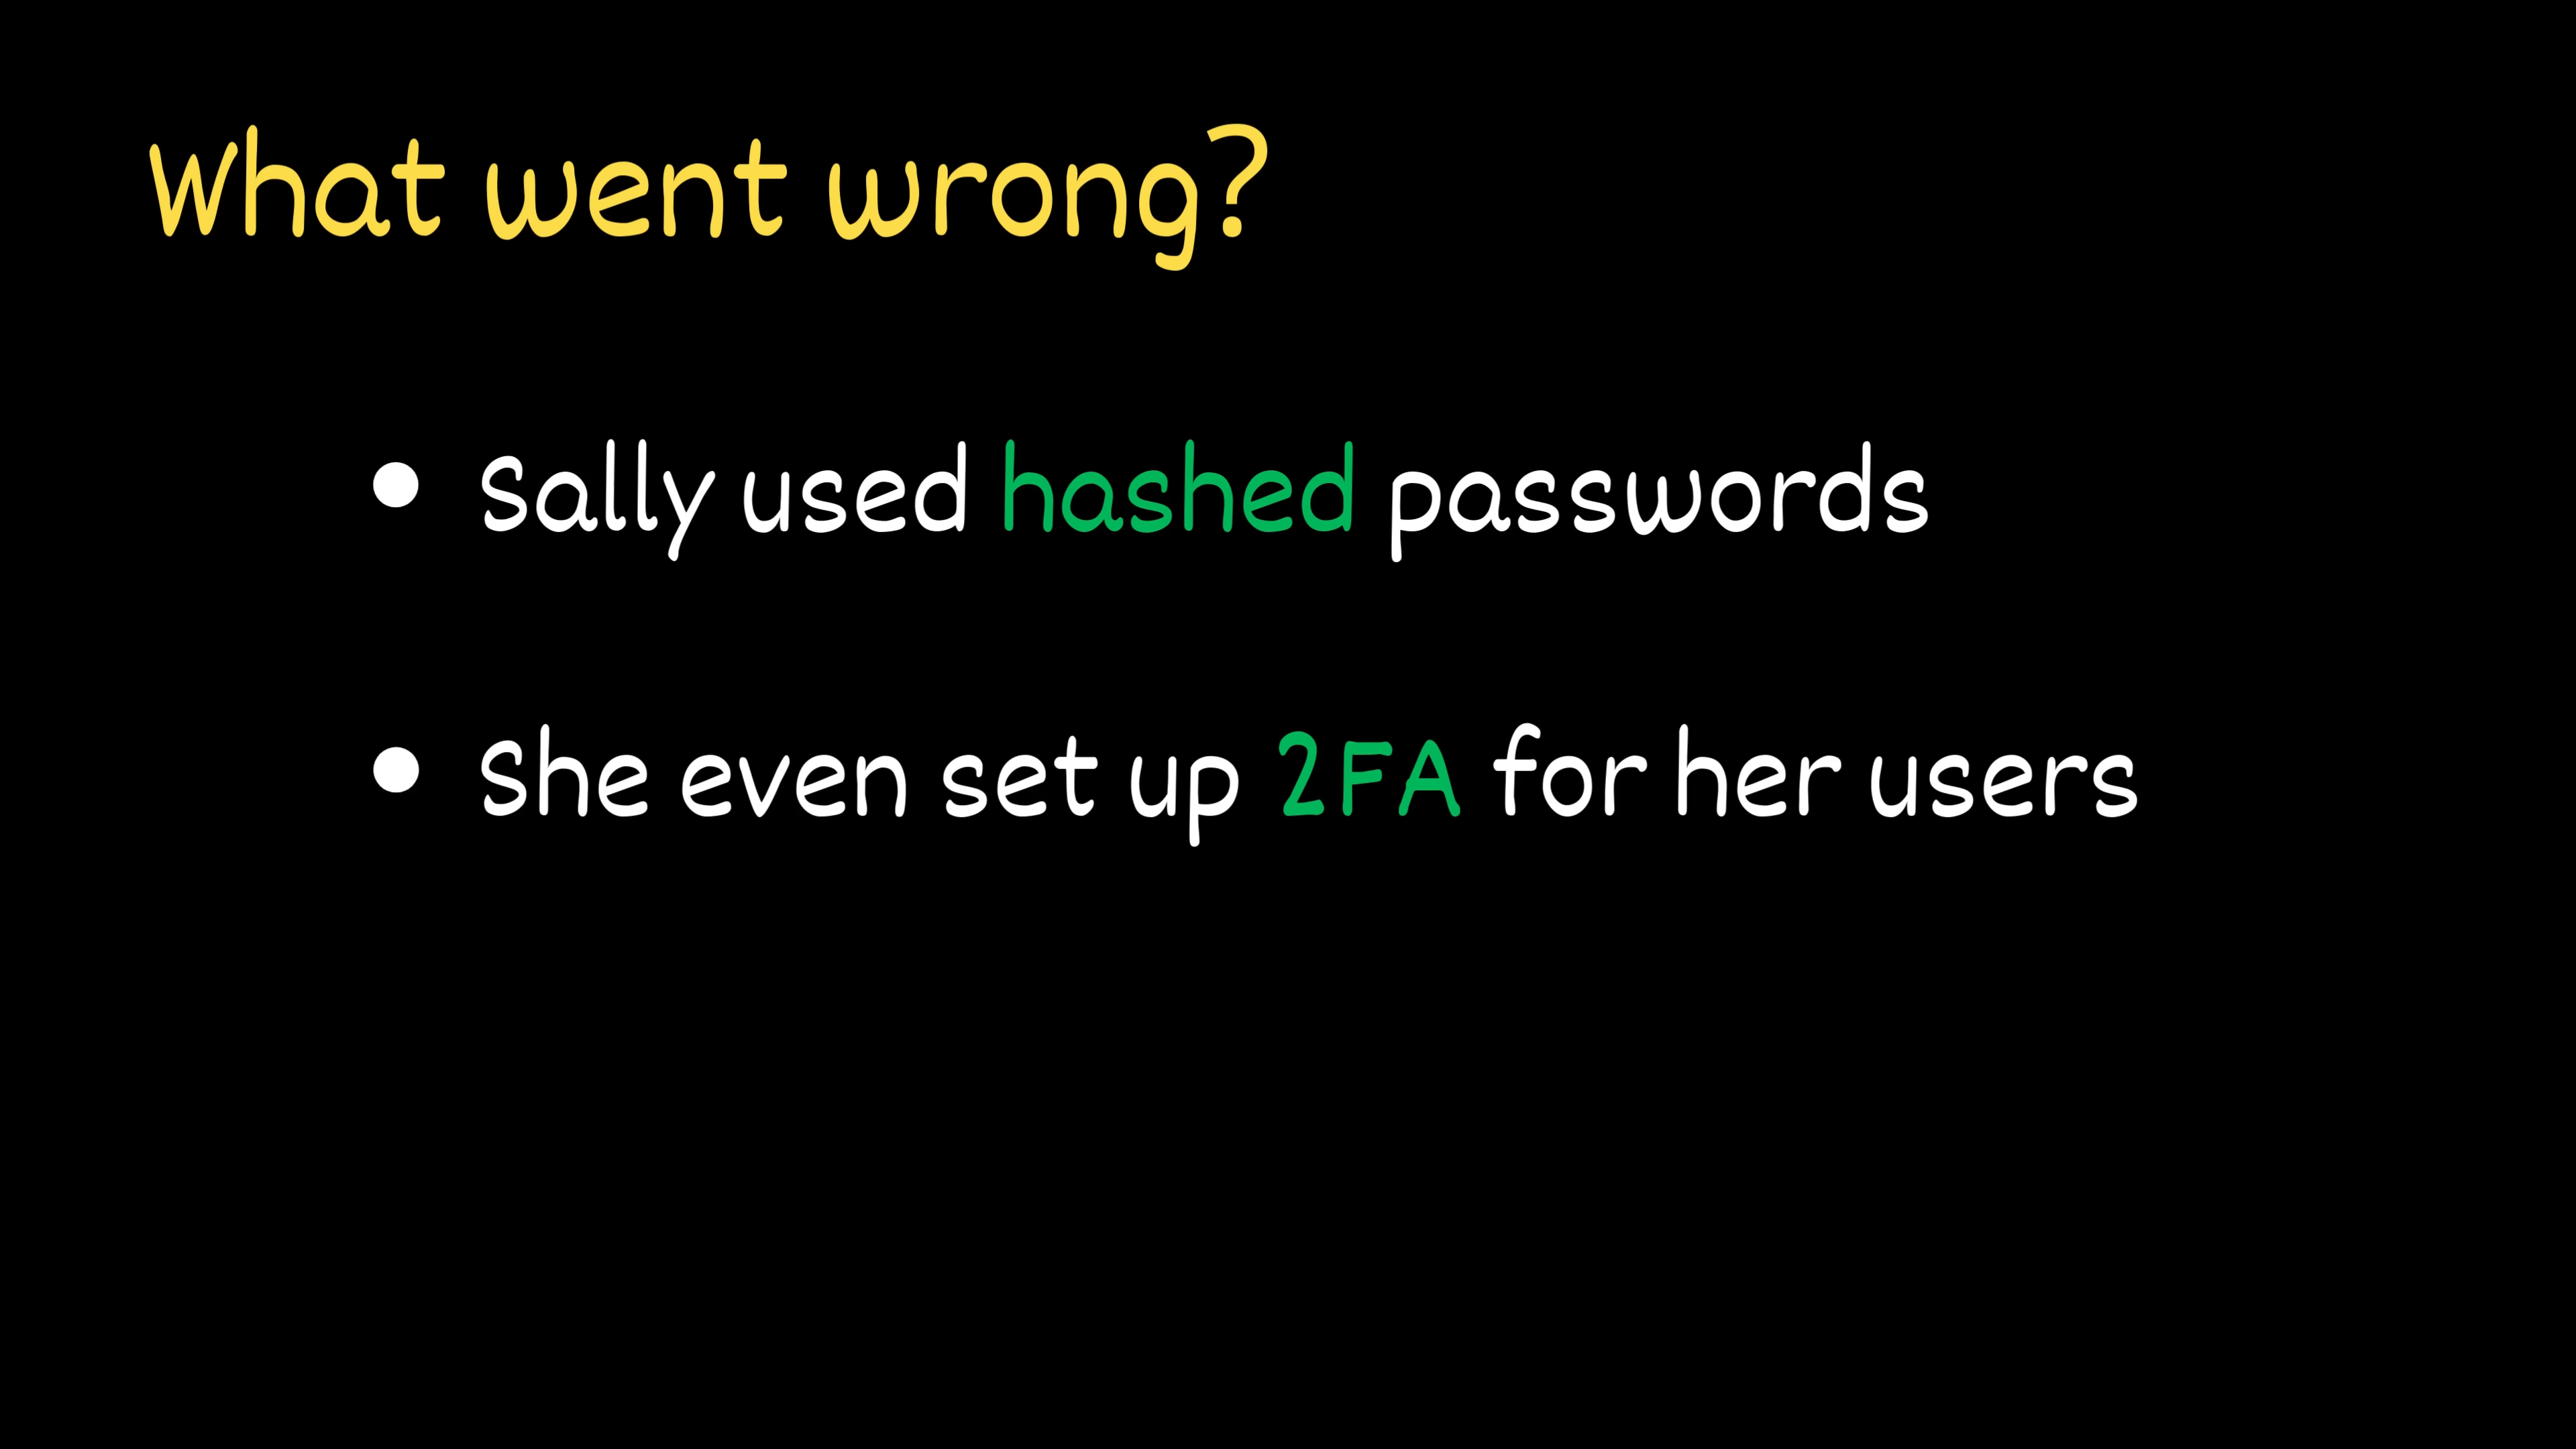 What went wrong?
• Sally used hashed passwords
• She even set up 2FA for her users